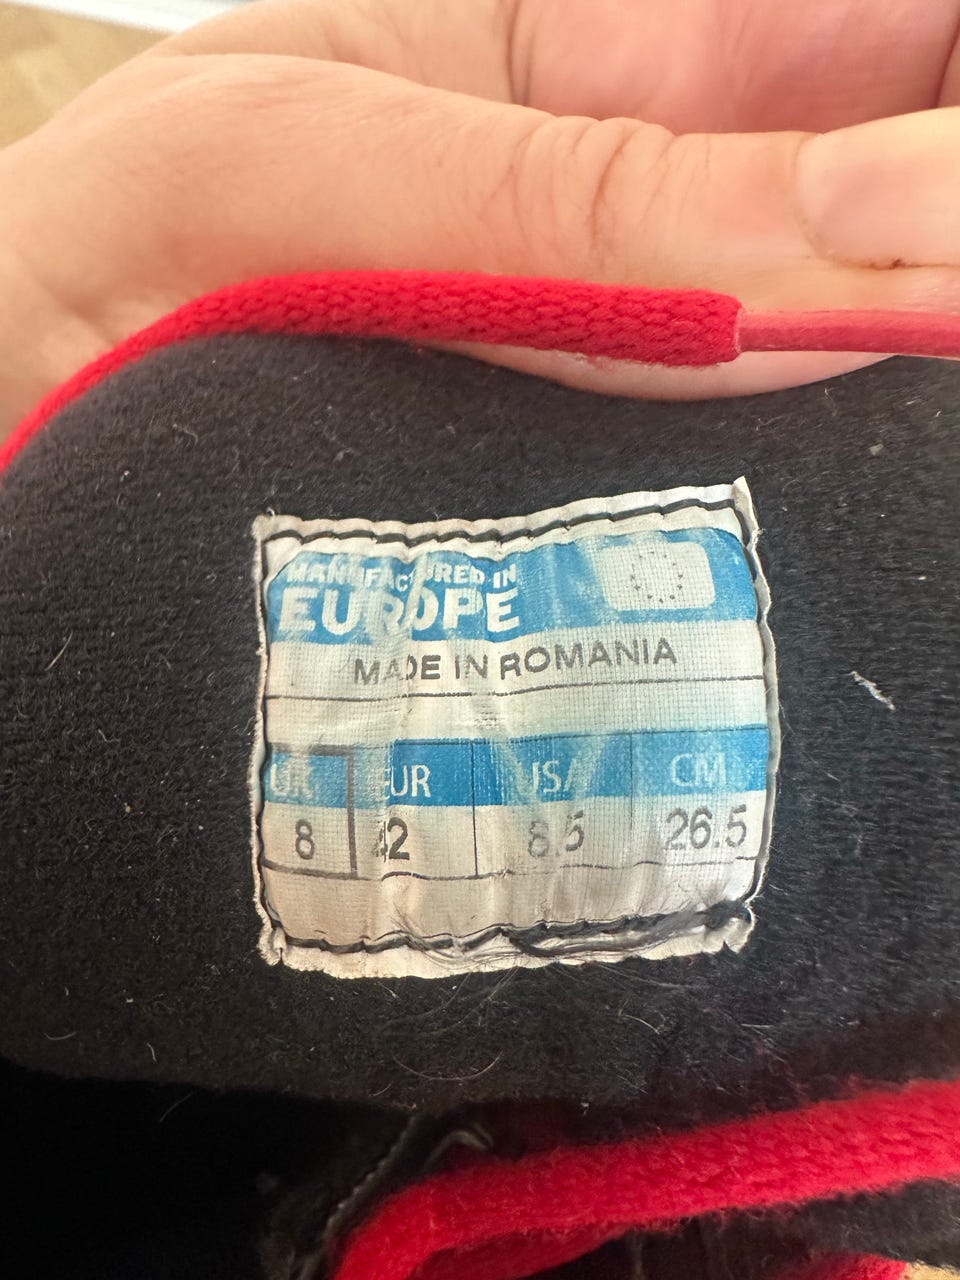 MANUFACTURED IN
EUROPE
MADE IN ROMANIA
UK EUR USA CM
8 42 8.5 26.5